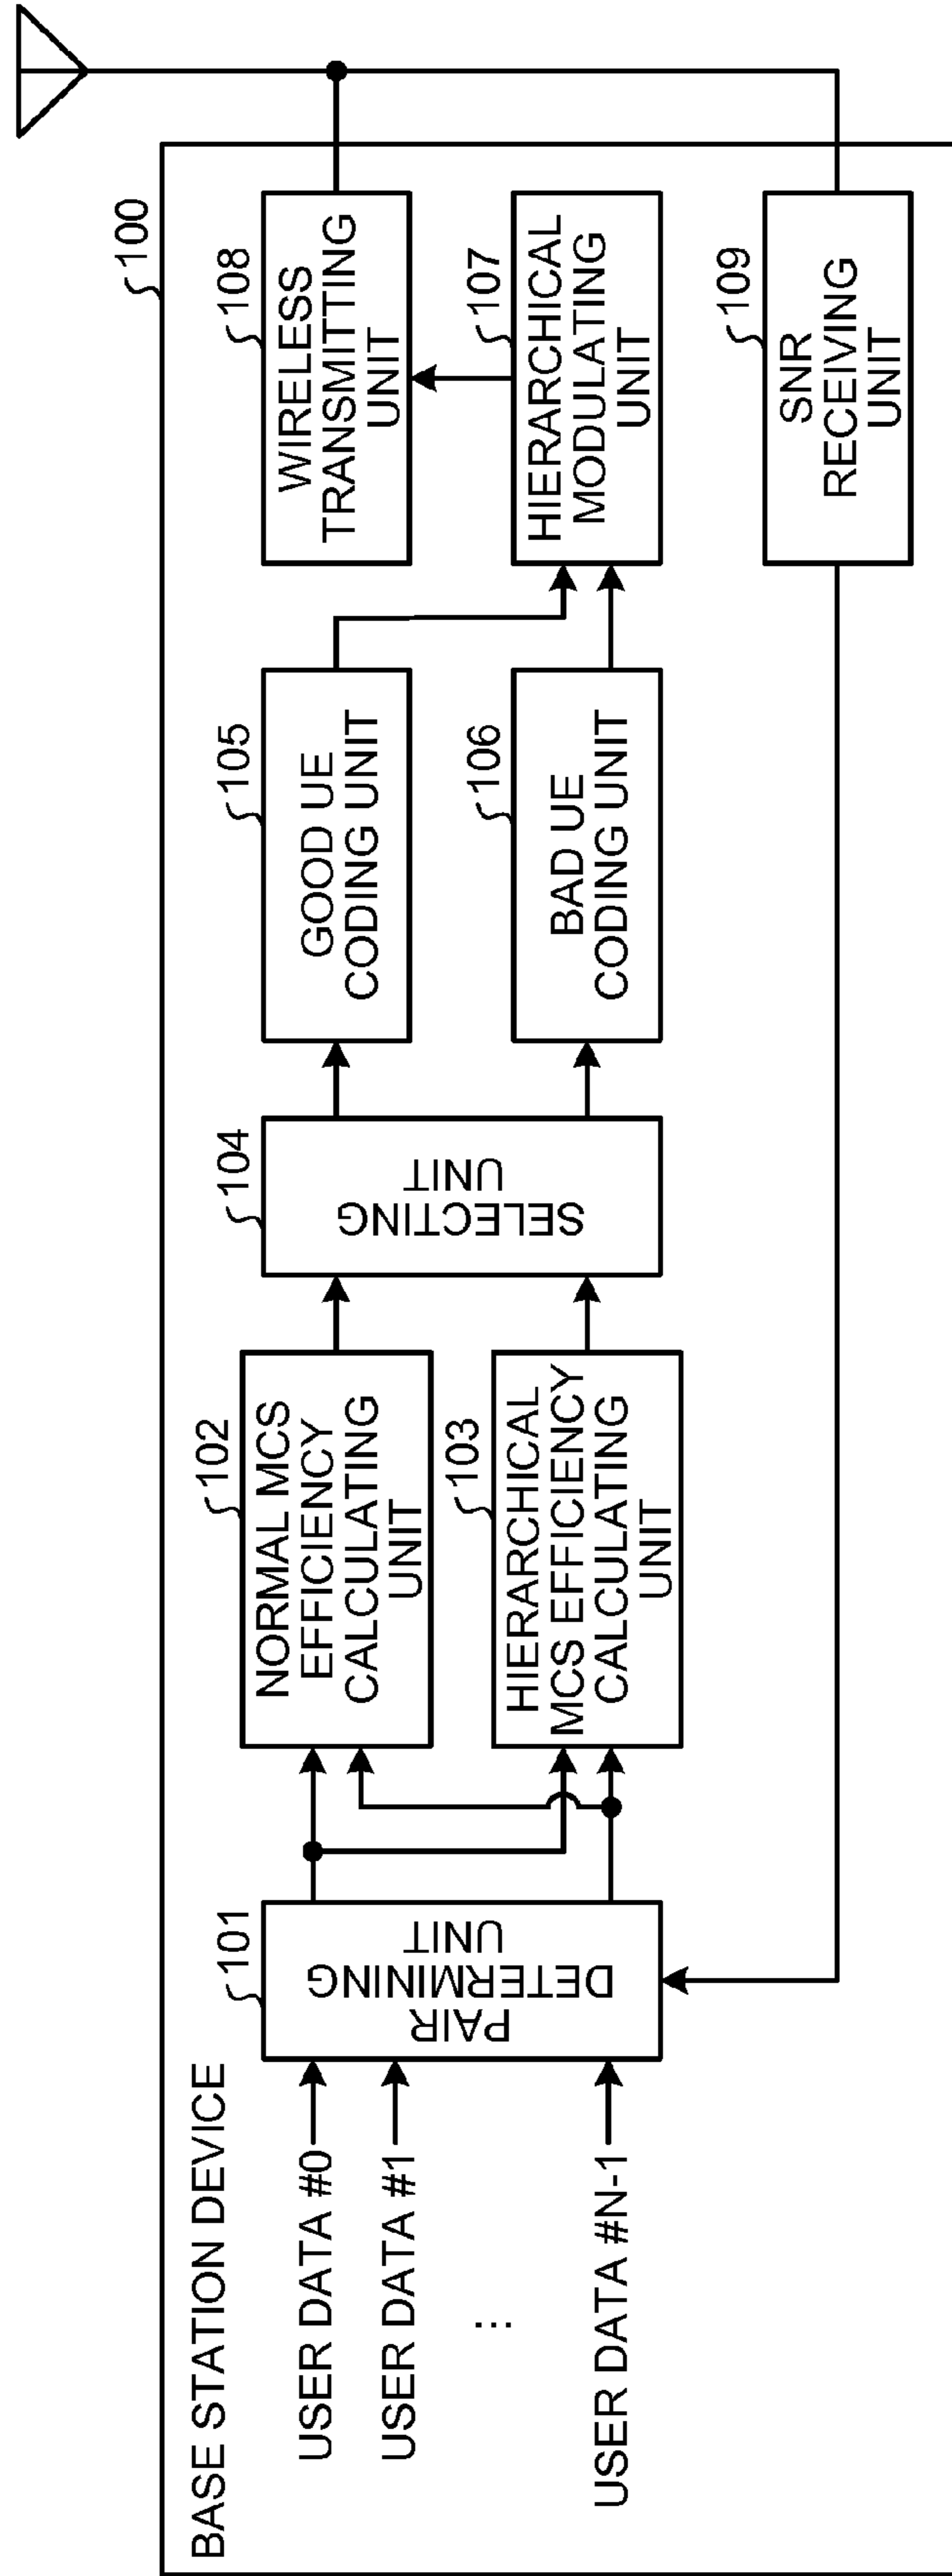 BASE STATION DEVICE
100
USER DATA #0
USER DATA #1
...
USER DATA #N-1
101
PAIR
DETERMINING
UNIT
102
NORMAL MCS
EFFICIENCY
CALCULATING
UNIT
103
HIERARCHICAL
MCS EFFICIENCY
CALCULATING
UNIT
104
SELECTING
UNIT
105
GOOD UE
CODING UNIT
106
BAD UE
CODING UNIT
108
WIRELESS
TRANSMITTING
UNIT
107
HIERARCHICAL
MODULATING
UNIT
109
SNR
RECEIVING
UNIT